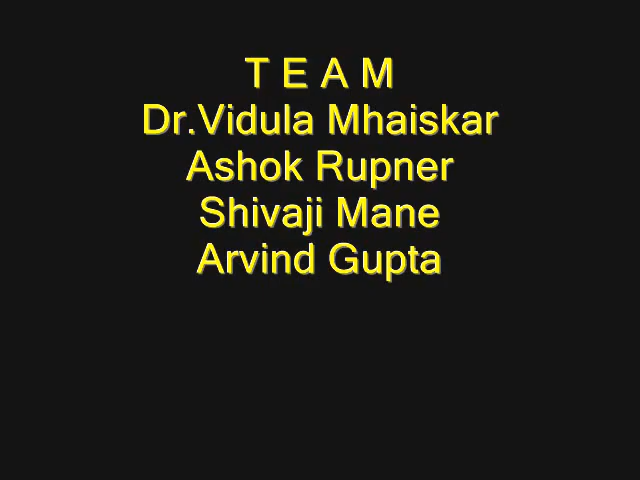 T E A M
Dr.Vidula Mhaiskar
Ashok Rupner
Shivaji Mane
Arvind Gupta